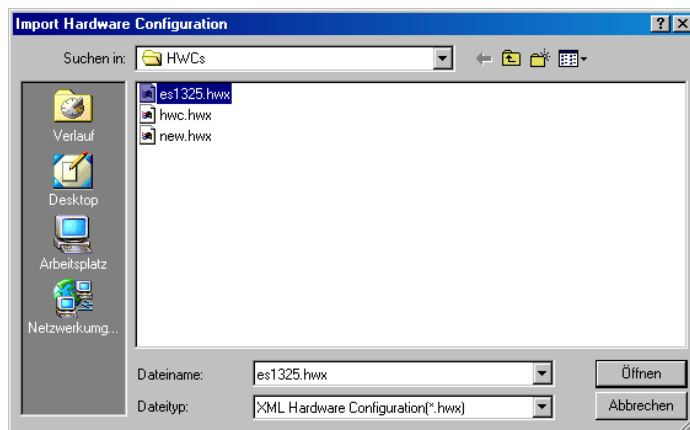 Import Hardware Configuration
Suchen in:
HWCs
es1325.hwx
hwc.hwx
new.hwx
Verlauf
Desktop
Arbeitsplatz
Netzwerkumg...
Dateiname:
es1325.hwx
Öffnen
Dateityp:
XML Hardware Configuration(*.hwx)
Abbrechen